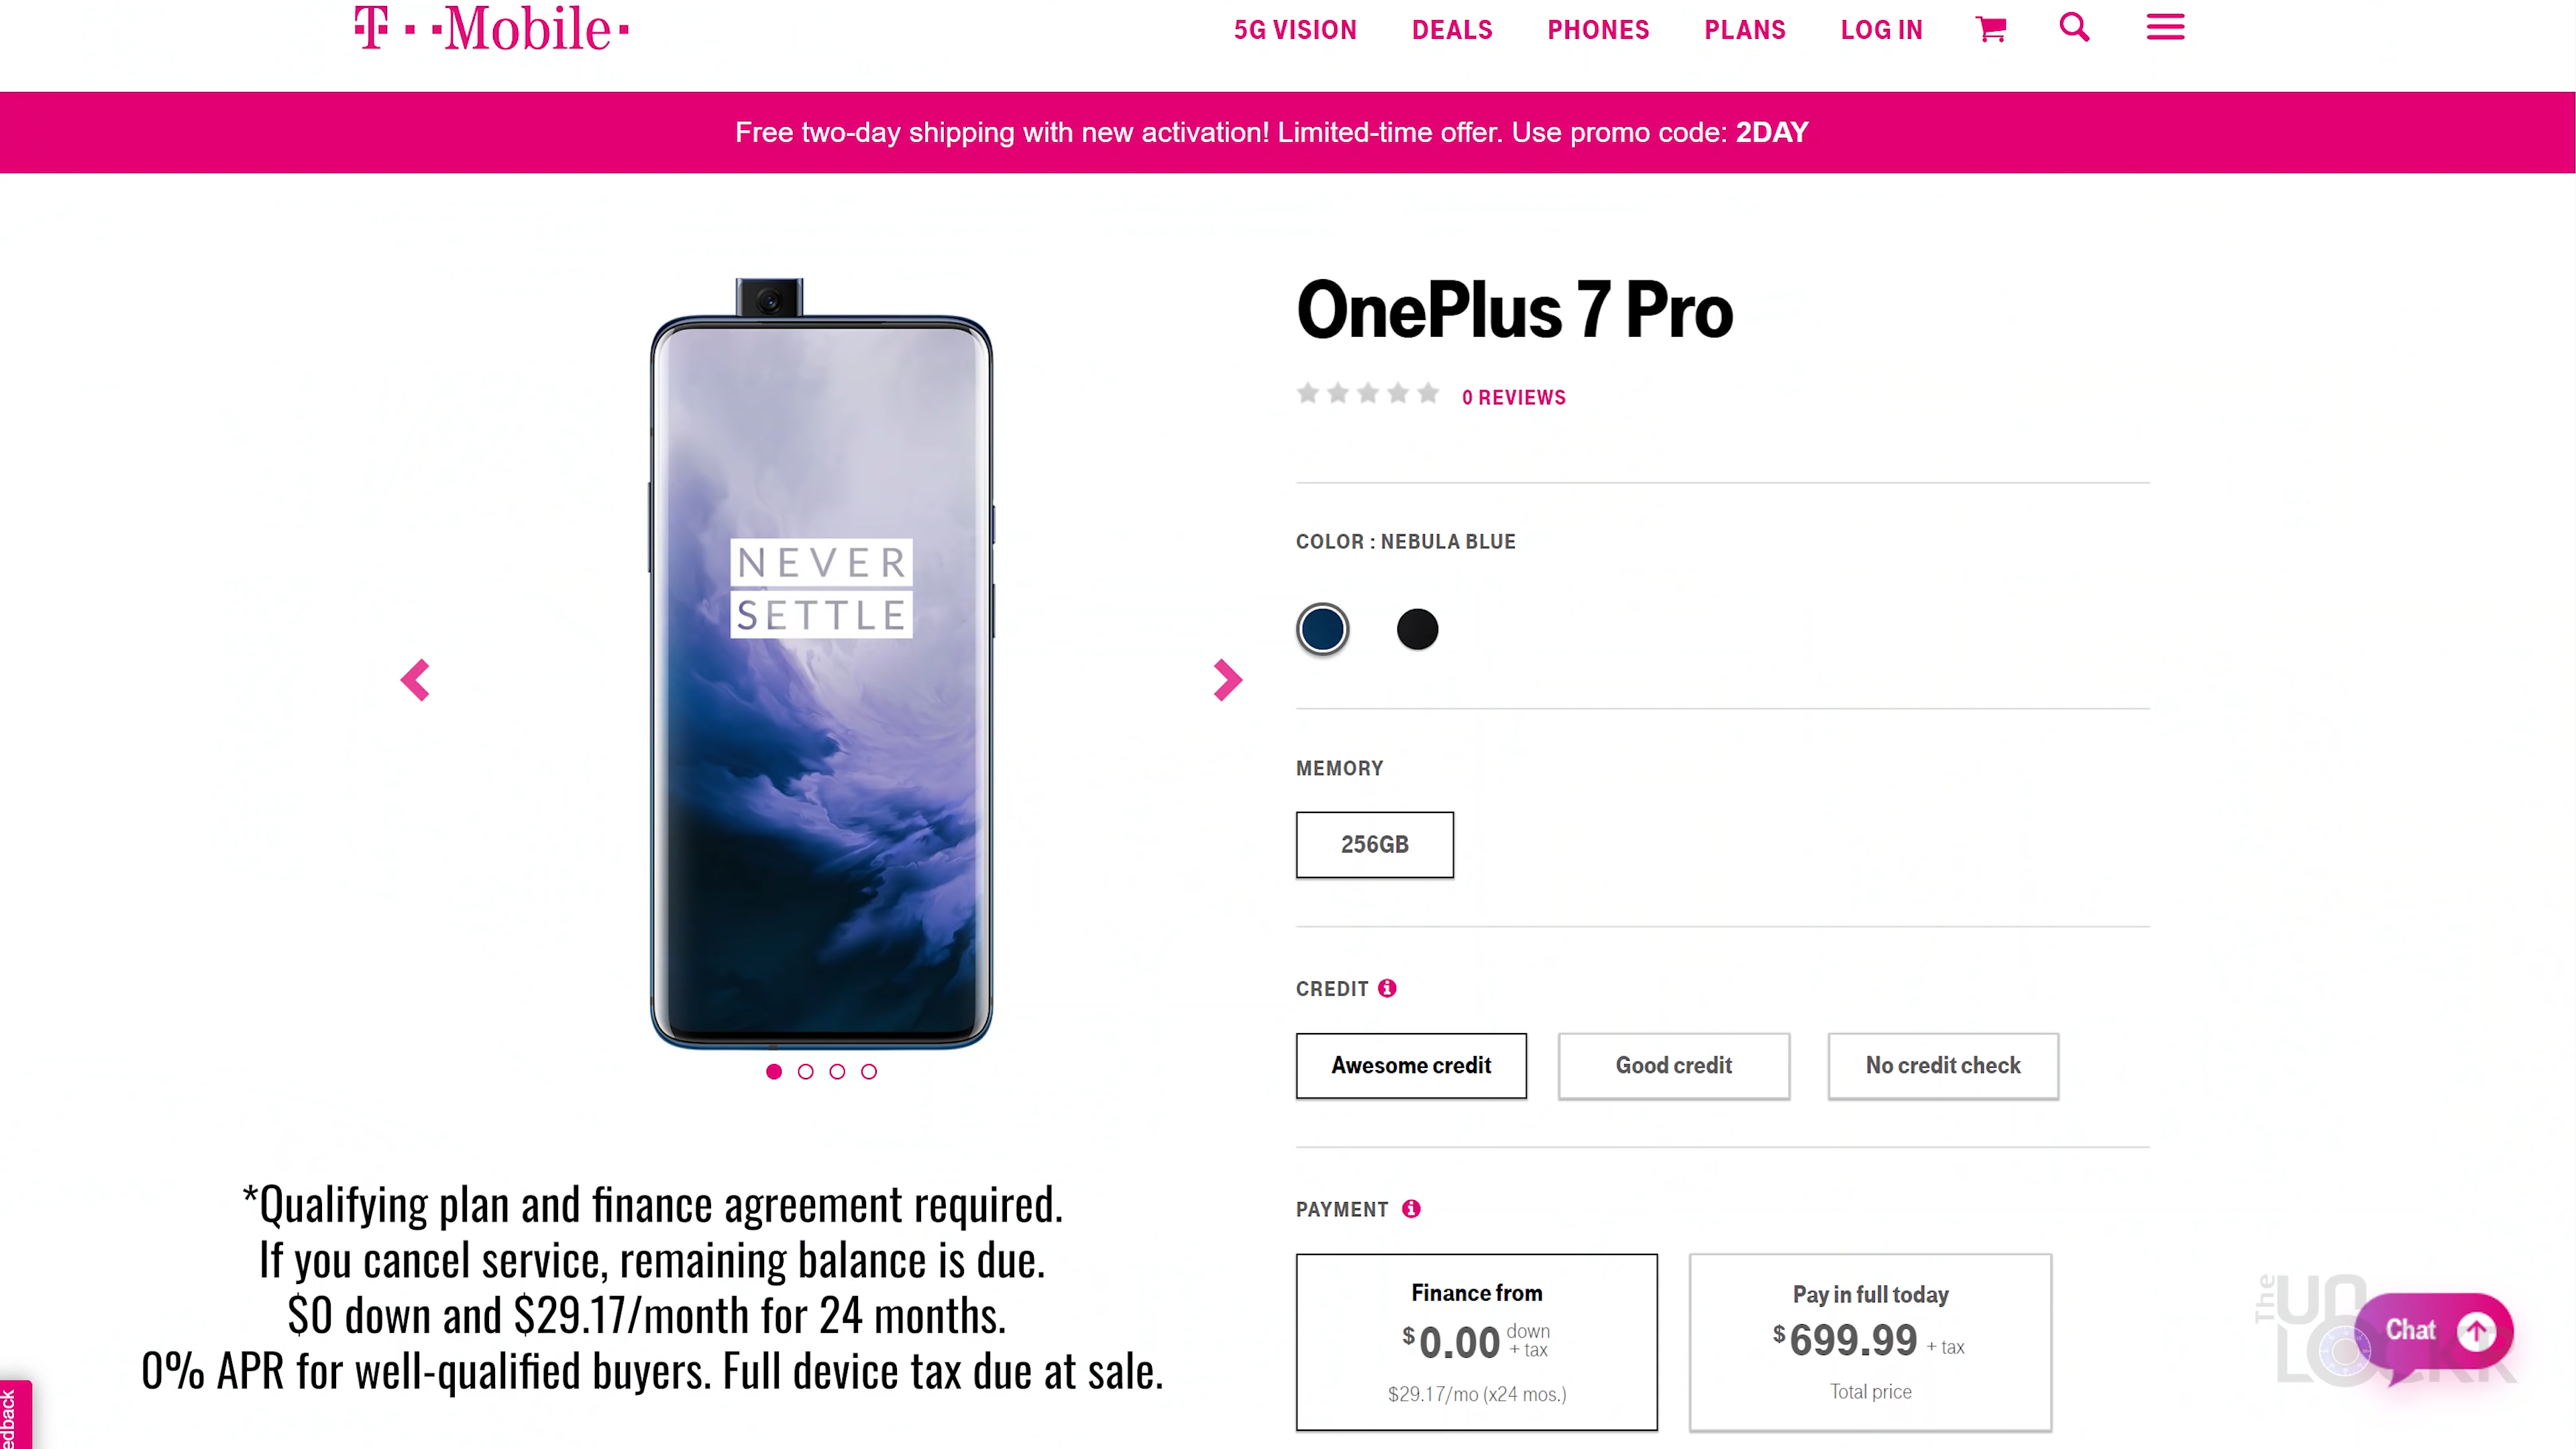 T··Mobile·
5G VISION DEALS PHONES PLANS LOG IN
Free two-day shipping with new activation! Limited-time offer. Use promo code: 2DAY
OnePlus 7 Pro
0 REVIEWS
COLOR : NEBULA BLUE
NEVER
SETTLE
MEMORY
256GB
CREDIT
Awesome credit Good credit No credit check
PAYMENT
Finance from
$0.00 down + tax
$29.17/mo (x24 mos.)
Pay in full today
$699.99 + tax
Total price
*Qualifying plan and finance agreement required.
If you cancel service, remaining balance is due.
$0 down and $29.17/month for 24 months.
0% APR for well-qualified buyers. Full device tax due at sale.
The
UN
Chat